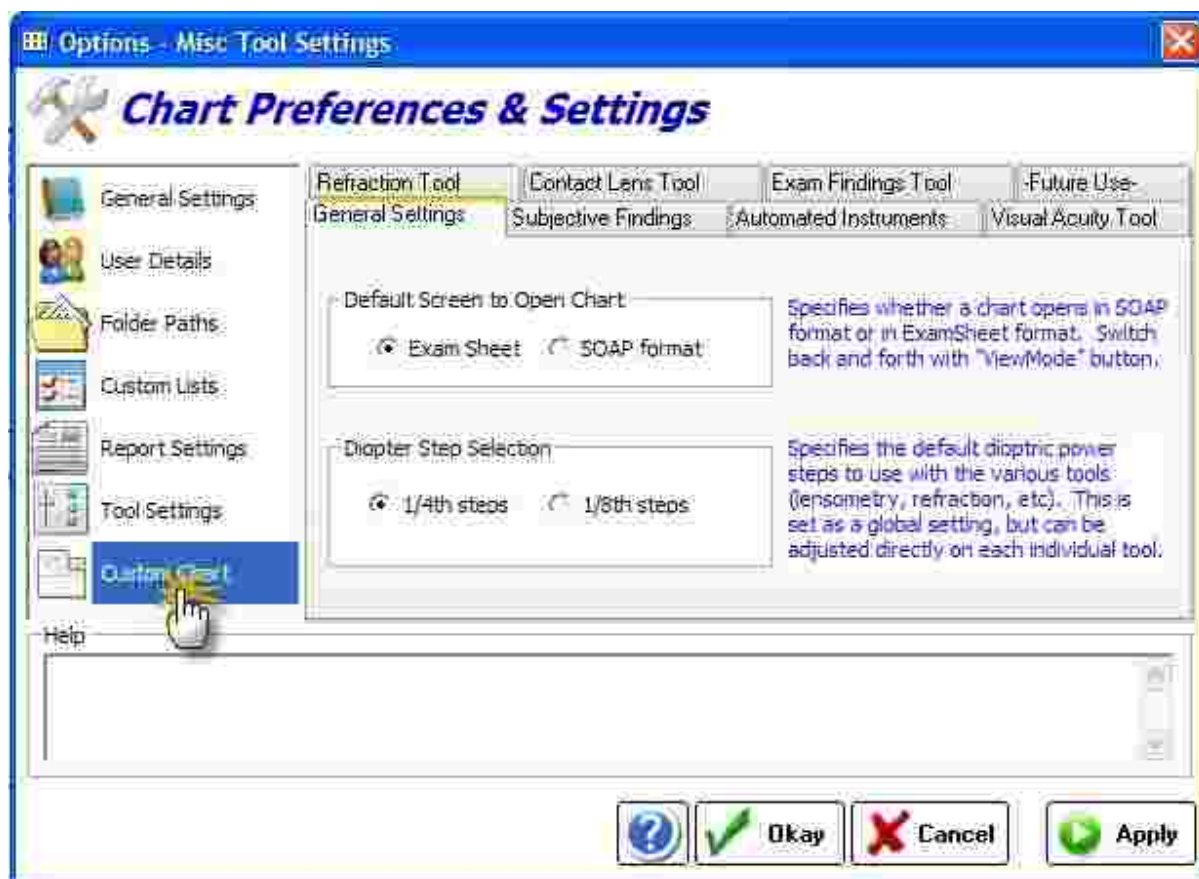 Options - Misc Tool Settings
Chart Preferences & Settings
General Settings
User Details
Folder Paths
Custom Lists
Report Settings
Tool Settings
Custom Chart
Refraction Tool
Contact Lens Tool
Exam Findings Tool
-Future Use-
General Settings
Subjective Findings
Automated Instruments
Visual Acuity Tool
Default Screen to Open Chart
Exam Sheet
SOAP format
Specifies whether a chart opens in SOAP
format or in ExamSheet format. Switch
back and forth with "ViewMode" button.
Diopter Step Selection
1/4th steps
1/8th steps
Specifies the default dioptric power
steps to use with the various tools
(lensometry, refraction, etc). This is
set as a global setting, but can be
adjusted directly on each individual tool.
Help
Okay
Cancel
Apply